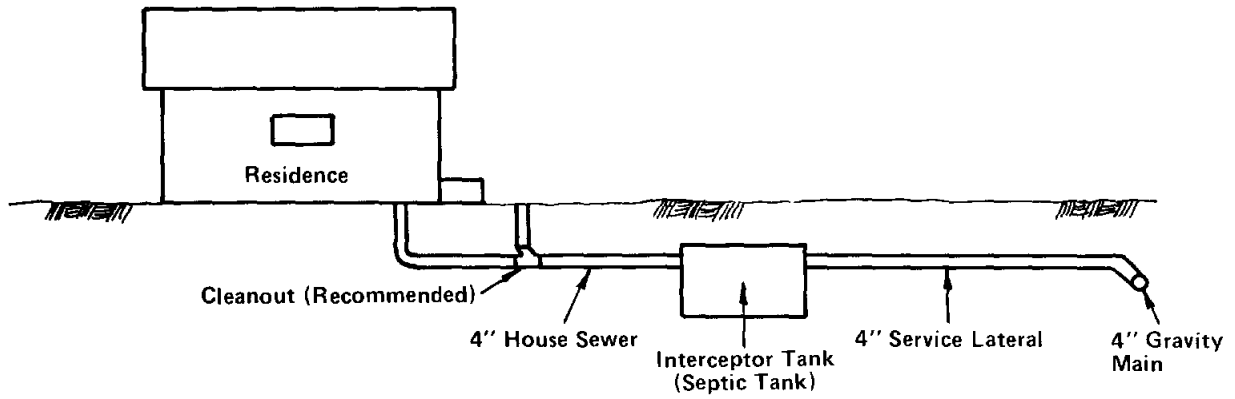 Residence
Cleanout (Recommended)
4″ House Sewer
Interceptor Tank
(Septic Tank)
4″ Service Lateral
4″ Gravity
Main